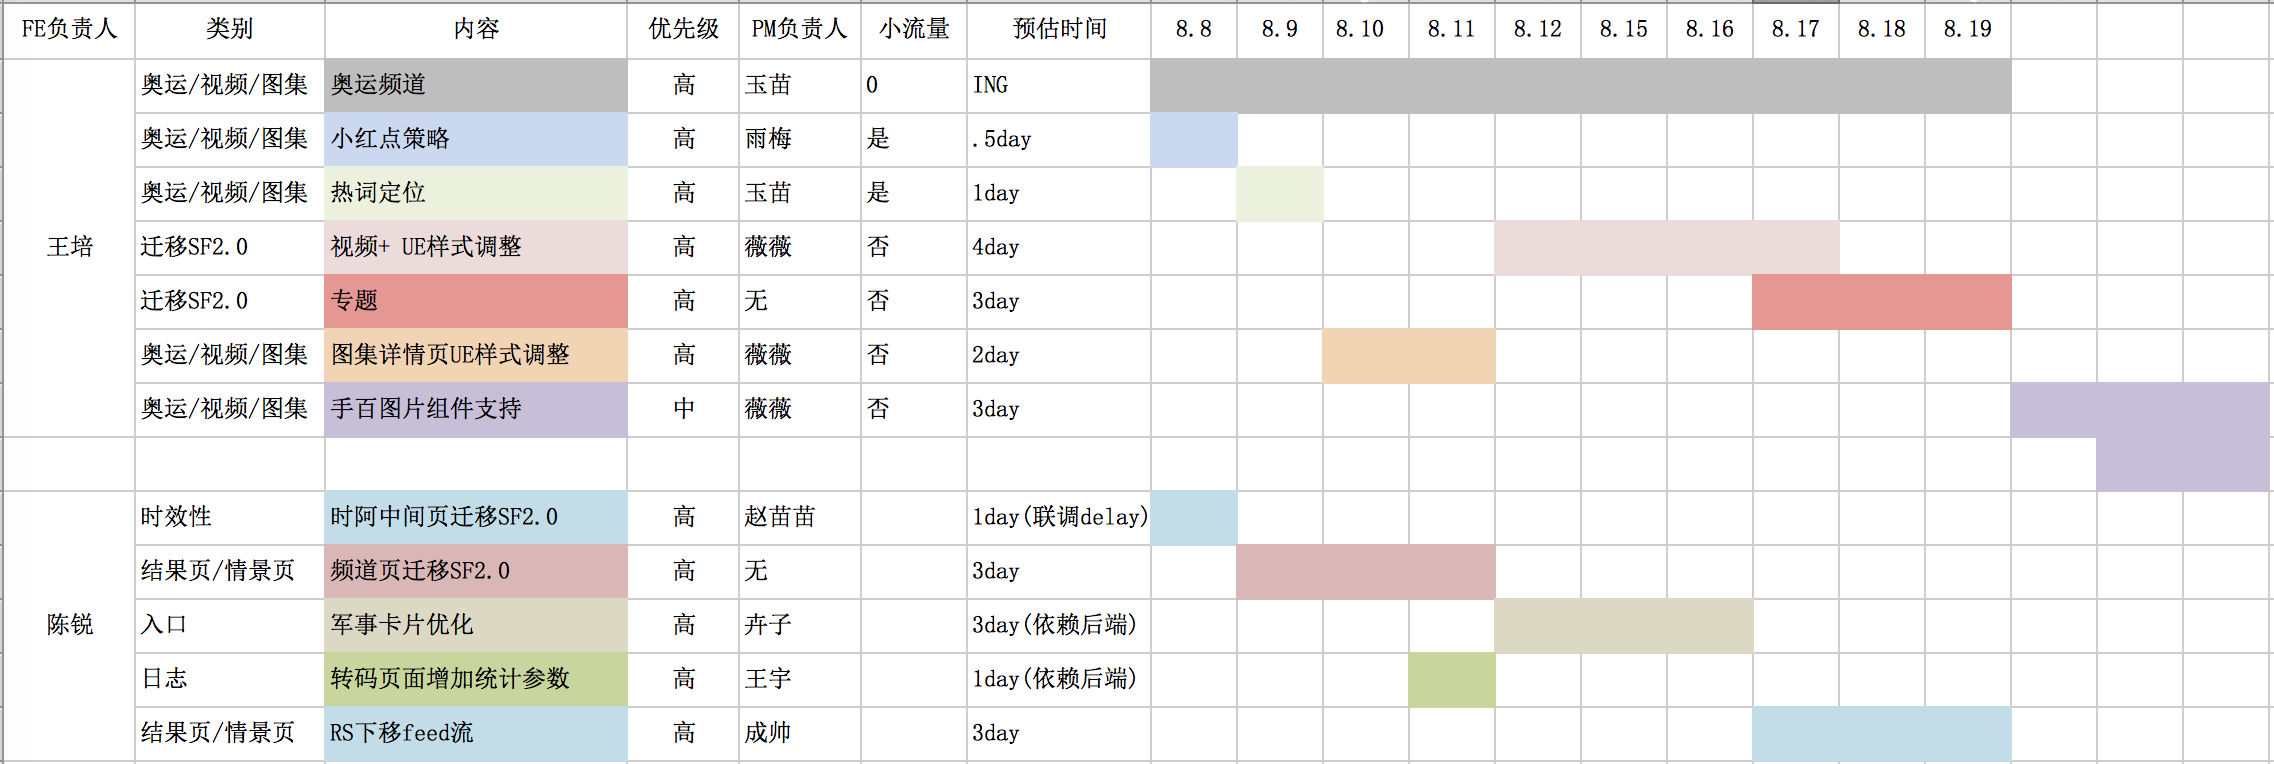 FE负责人 类别 内容 优先级 PM负责人 小流量 预估时间 8.8 8.9 8.10 8.11 8.12 8.15 8.16 8.17 8.18 8.19
奥运/视频/图集 奥运频道 高 玉苗 0 ING
奥运/视频/图集 小红点策略 高 雨梅 是 .5day
奥运/视频/图集 热词定位 高 玉苗 是 1day
王培 迁移SF2.0 视频+ UE样式调整 高 薇薇 否 4day
迁移SF2.0 专题 高 无 否 3day
奥运/视频/图集 图集详情页UE样式调整 高 薇薇 否 2day
奥运/视频/图集 手百图片组件支持 中 薇薇 否 3day
时效性 时阿中间页迁移SF2.0 高 赵苗苗 1day(联调delay)
结果页/情景页 频道页迁移SF2.0 高 无 3day
陈锐 入口 军事卡片优化 高 卉子 3day(依赖后端)
日志 转码页面增加统计参数 高 王宇 1day(依赖后端)
结果页/情景页 RS下移feed流 高 成帅 3day